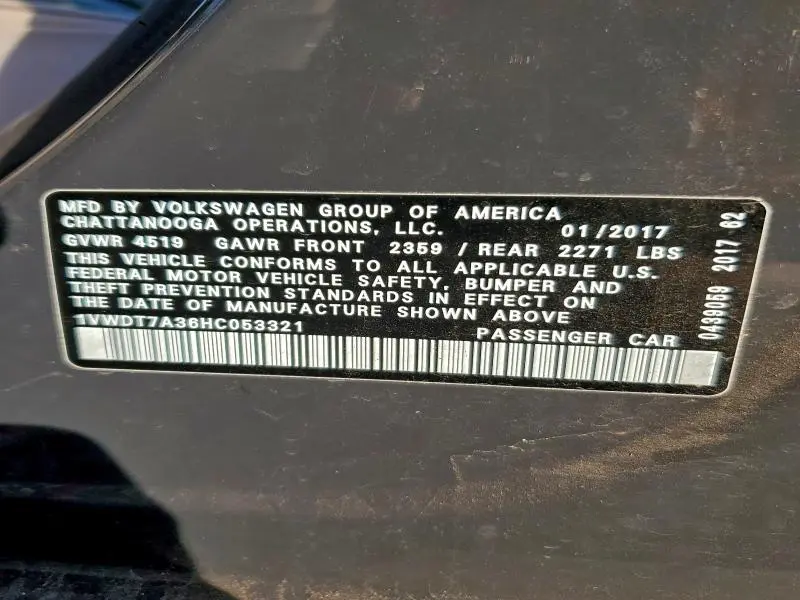 MFD BY VOLKSWAGEN GROUP OF AMERICA
CHATTANOOGA OPERATIONS, LLC. 01/2017
GVWR 4519 GAWR FRONT 2359 / REAR 2271 LBS
THIS VEHICLE CONFORMS TO ALL APPLICABLE U.S.
FEDERAL MOTOR VEHICLE SAFETY, BUMPER AND
THEFT PREVENTION STANDARDS IN EFFECT ON
THE DATE OF MANUFACTURE SHOWN ABOVE
1VWDT7A36HC053321 PASSENGER CAR
0439059 2017 62